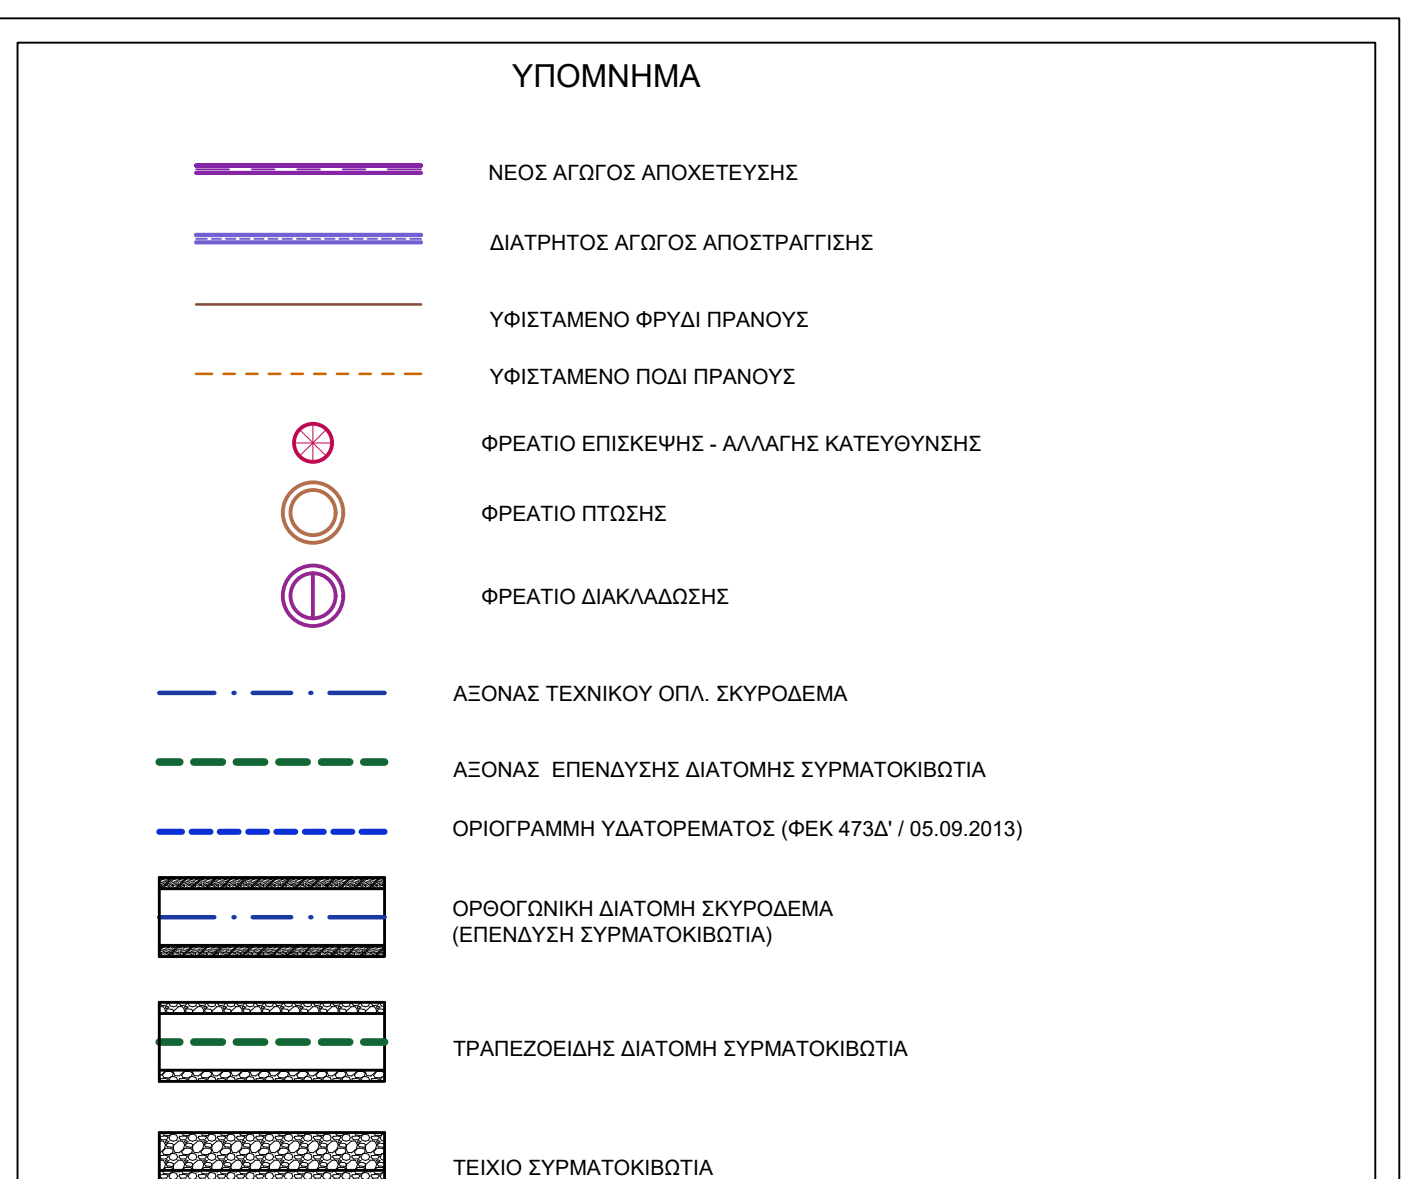 ΥΠΟΜΝΗΜΑ
ΝΕΟΣ ΑΓΩΓΟΣ ΑΠΟΧΕΤΕΥΣΗΣ
ΔΙΑΤΡΗΤΟΣ ΑΓΩΓΟΣ ΑΠΟΣΤΡΑΓΓΙΣΗΣ
ΥΦΙΣΤΑΜΕΝΟ ΦΡΥΔΙ ΠΡΑΝΟΥΣ
ΥΦΙΣΤΑΜΕΝΟ ΠΟΔΙ ΠΡΑΝΟΥΣ
ΦΡΕΑΤΙΟ ΕΠΙΣΚΕΨΗΣ - ΑΛΛΑΓΗΣ ΚΑΤΕΥΘΥΝΣΗΣ
ΦΡΕΑΤΙΟ ΠΤΩΣΗΣ
ΦΡΕΑΤΙΟ ΔΙΑΚΛΑΔΩΣΗΣ
ΑΞΟΝΑΣ ΤΕΧΝΙΚΟΥ ΟΠΛ. ΣΚΥΡΟΔΕΜΑ
ΑΞΟΝΑΣ ΕΠΕΝΔΥΣΗΣ ΔΙΑΤΟΜΗΣ ΣΥΡΜΑΤΟΚΙΒΩΤΙΑ
ΟΡΙΟΓΡΑΜΜΗ ΥΔΑΤΟΡΕΜΑΤΟΣ (ΦΕΚ 473Δ' / 05.09.2013)
ΟΡΘΟΓΩΝΙΚΗ ΔΙΑΤΟΜΗ ΣΚΥΡΟΔΕΜΑ
(ΕΠΕΝΔΥΣΗ ΣΥΡΜΑΤΟΚΙΒΩΤΙΑ)
ΤΡΑΠΕΖΟΕΙΔΗΣ ΔΙΑΤΟΜΗ ΣΥΡΜΑΤΟΚΙΒΩΤΙΑ
ΤΕΙΧΙΟ ΣΥΡΜΑΤΟΚΙΒΩΤΙΑ